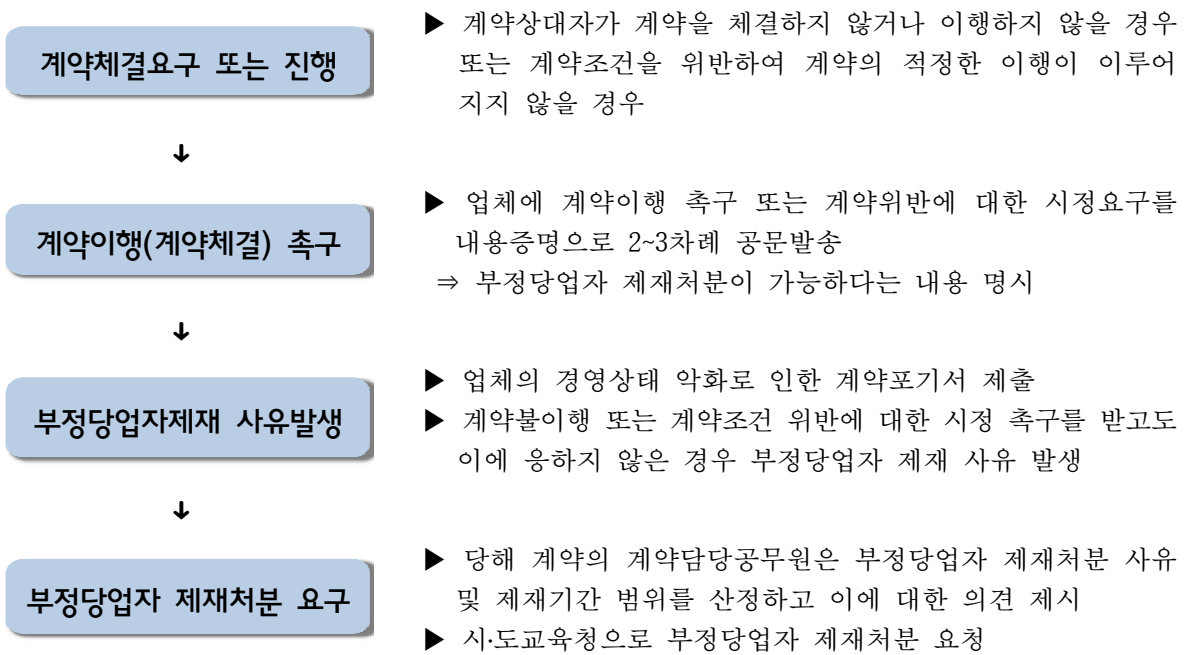 계약체결요구 또는 진행
▶ 계약상대자가 계약을 체결하지 않거나 이행하지 않을 경우
또는 계약조건을 위반하여 계약의 적정한 이행이 이루어
지지 않을 경우
↓
계약이행(계약체결) 촉구
▶ 업체에 계약이행 촉구 또는 계약위반에 대한 시정요구를
내용증명으로 2~3차례 공문발송
⇒ 부정당업자 제재처분이 가능하다는 내용 명시
↓
부정당업자제재 사유발생
▶ 업체의 경영상태 악화로 인한 계약포기서 제출
▶ 계약불이행 또는 계약조건 위반에 대한 시정 촉구를 받고도
이에 응하지 않은 경우 부정당업자 제재 사유 발생
↓
부정당업자 제재처분 요구
▶ 당해 계약의 계약담당공무원은 부정당업자 제재처분 사유
및 제재기간 범위를 산정하고 이에 대한 의견 제시
▶ 시·도교육청으로 부정당업자 제재처분 요청